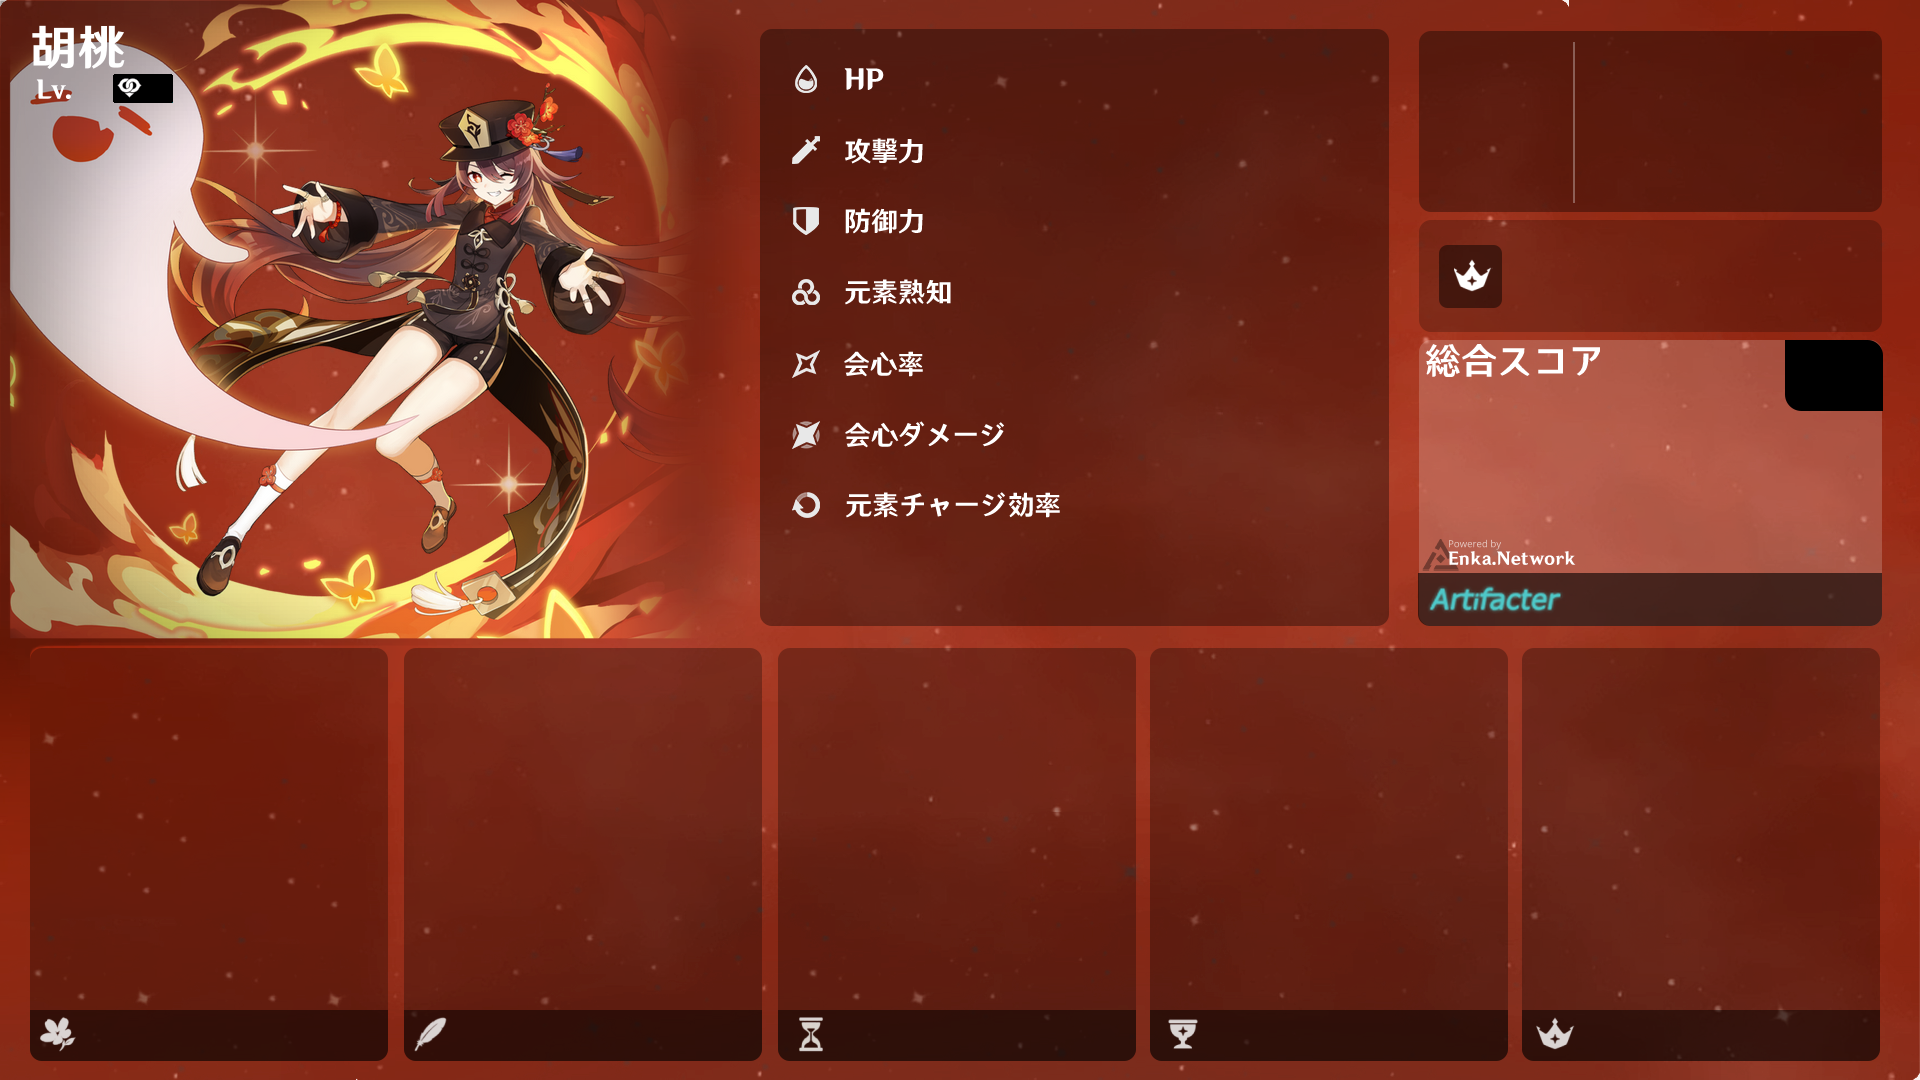 胡桃
Lv.
HP
攻撃力
防御力
元素熟知
会心率
会心ダメージ
元素チャージ効率
総合スコア
Powered by
Enka.Network
Artifacter